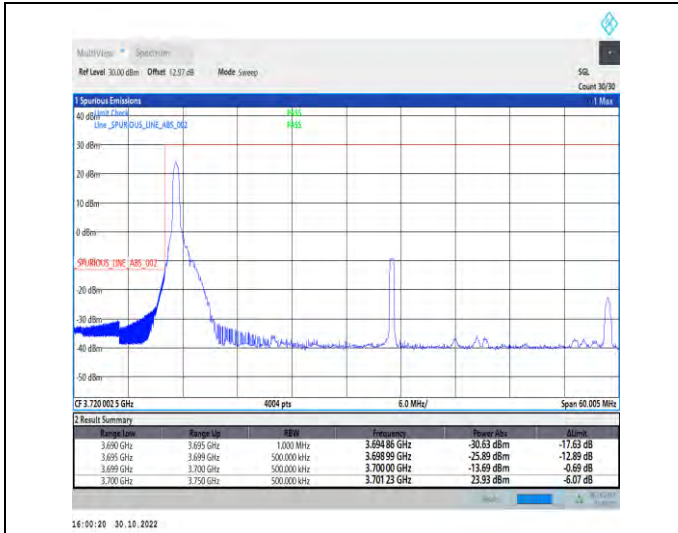 MultiView Spectrum
Ref Level 30.00 dBm Offset 12.97 dB Mode Sweep SGL
Count 30/30
1 Spurious Emissions 1 Max
40 dBm Limit Check PASS
Line _SPURIOUS_LINE_ABS_002 PASS
30 dBm
20 dBm
10 dBm
0 dBm
_SPURIOUS_LINE_ABS_002
-20 dBm
-30 dBm
-40 dBm
-50 dBm
CF 3.720 002 5 GHz 4004 pts 6.0 MHz/ Span 60.005 MHz
2 Result Summary
Range Low Range Up RBW Frequency Power Abs ΔLimit
3.690 GHz 3.695 GHz 1.000 MHz 3.694 86 GHz -30.63 dBm -17.63 dB
3.695 GHz 3.699 GHz 500.000 kHz 3.698 99 GHz -25.89 dBm -12.89 dB
3.699 GHz 3.700 GHz 500.000 kHz 3.700 00 GHz -13.69 dBm -0.69 dB
3.700 GHz 3.750 GHz 500.000 kHz 3.701 23 GHz 23.93 dBm -6.07 dB
16:00:20 30.10.2022